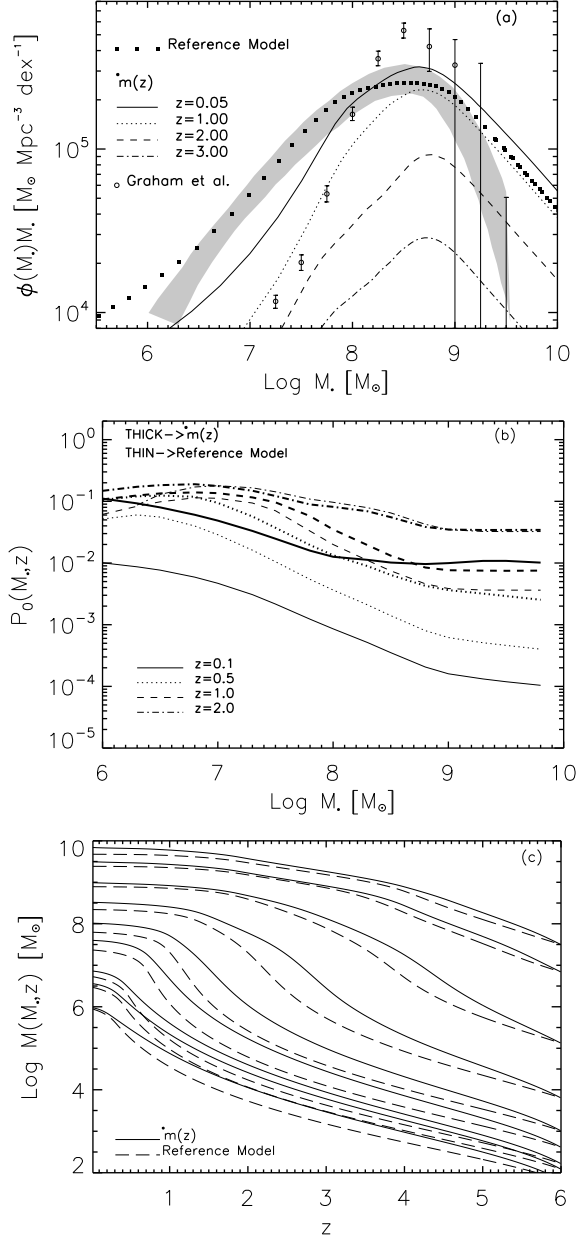 (a)
Reference Model
ṁ(z)
z=0.05
z=1.00
z=2.00
z=3.00
Graham et al.
ϕ(M•)M• [M⊙ Mpc⁻³ dex⁻¹]
10⁵
10⁴
6 7 8 9 10
Log M• [M⊙]
THICK->ṁ(z)
THIN->Reference Model
(b)
P₀(M•,z)
10⁰
10⁻¹
10⁻²
10⁻³
10⁻⁴
10⁻⁵
z=0.1
z=0.5
z=1.0
z=2.0
6 7 8 9 10
Log M• [M⊙]
(c)
Log M(M•,z) [M⊙]
10
8
6
4
2
ṁ(z)
Reference Model
1 2 3 4 5 6
z